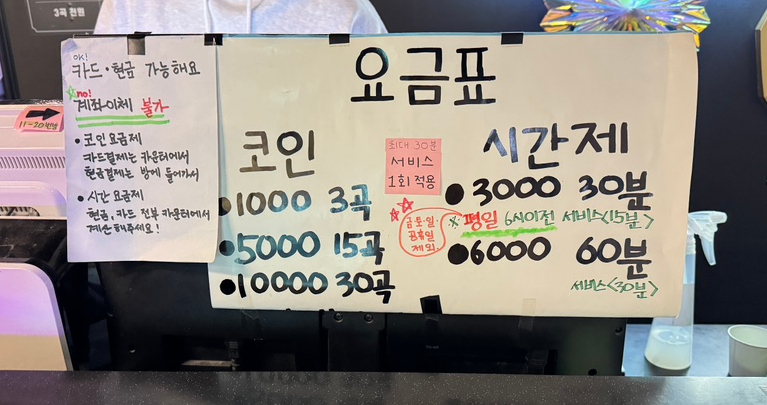 3곡 천원
요금표
OK!
카드·현금 가능해요
no!
계좌이체 불가
• 코인요금제
카드결제는 카운터에서
현금결제는 방에 들어가서
• 시간요금제
현금, 카드 전부 카운터에서
계산해주세요!
11-20번방
코인
• 1000 3곡
• 5000 15곡
• 10000 30곡
최대 30분
서비스
1회 적용
금토일·
공휴일
제외.
시간제
• 3000 30분
※평일 6시이전 서비스<15분>
• 6000 60분
서비스<30분>